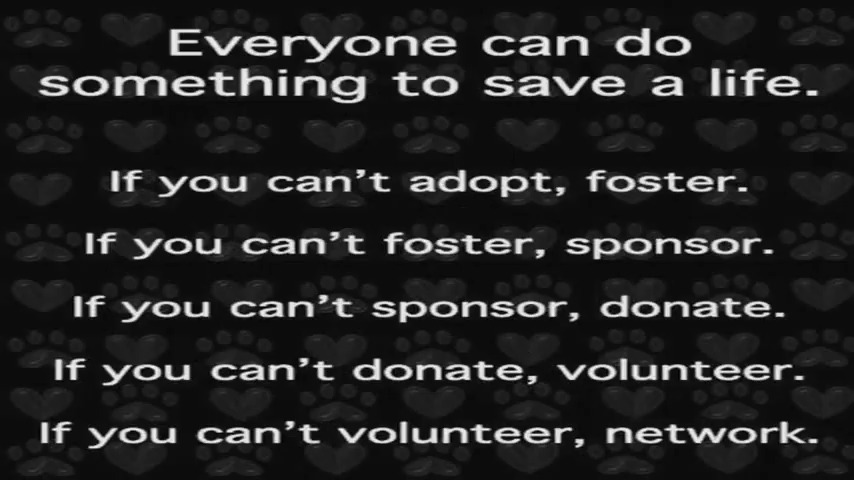 Everyone can do
something to save a life.
If you can't adopt, foster.
If you can't foster, sponsor.
If you can't sponsor, donate.
If you can't donate, volunteer.
If you can't volunteer, network.